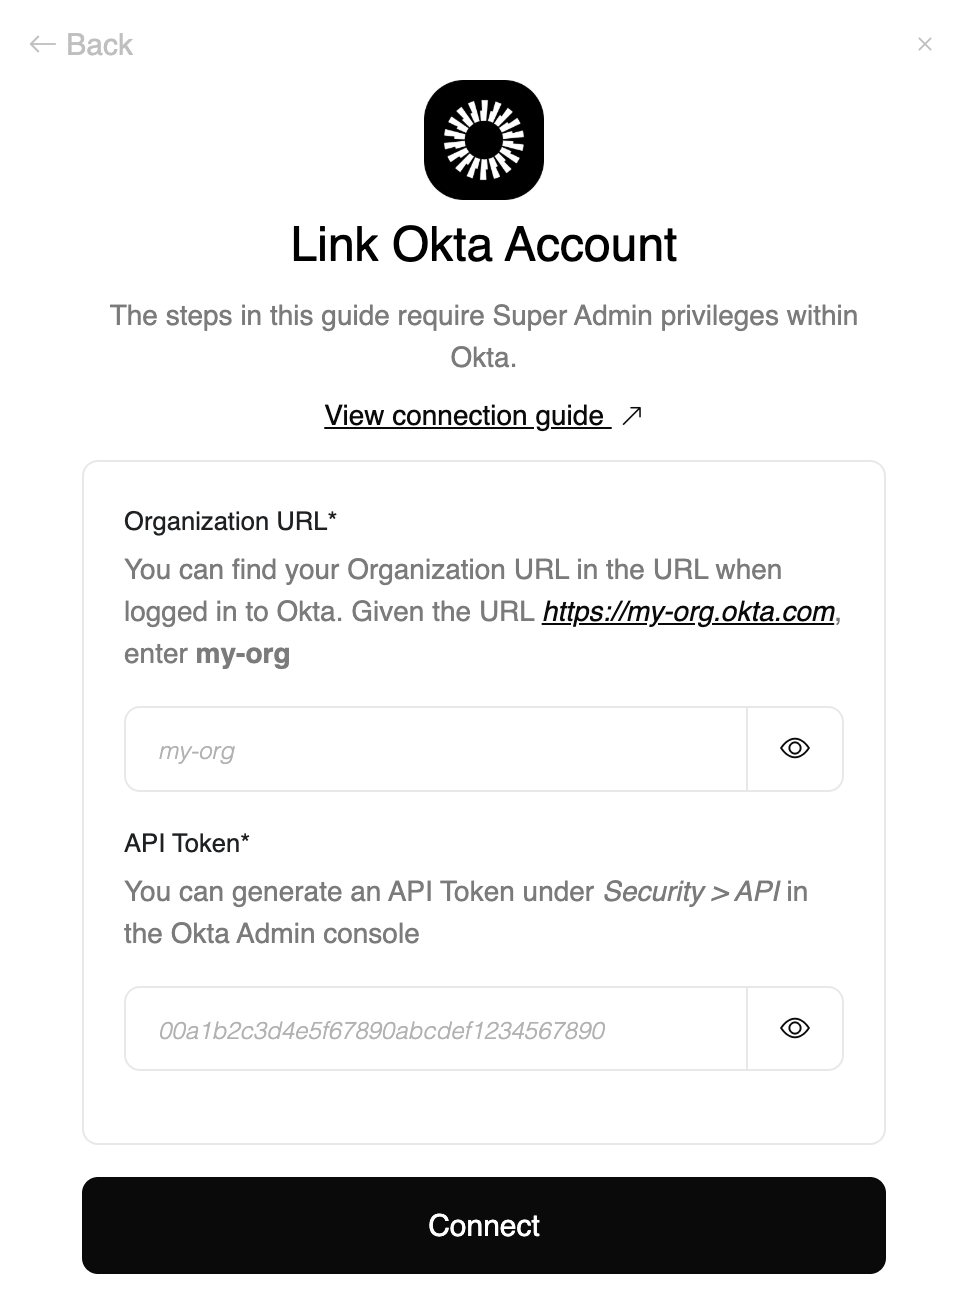 ← Back
×
Link Okta Account
The steps in this guide require Super Admin privileges within
Okta.
View connection guide ↗
Organization URL*
You can find your Organization URL in the URL when
logged in to Okta. Given the URL https://my-org.okta.com,
enter my-org
my-org
API Token*
You can generate an API Token under Security > API in
the Okta Admin console
00a1b2c3d4e5f67890abcdef1234567890
Connect